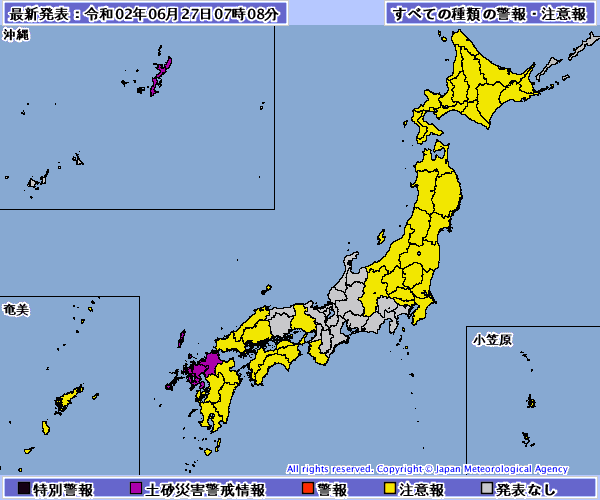 最新発表：令和02年06月27日07時08分
すべての種類の警報・注意報
沖縄
奄美
小笠原
All rights reserved. Copyright © Japan Meteorological Agency
特別警報 土砂災害警戒情報 警報 注意報 発表なし